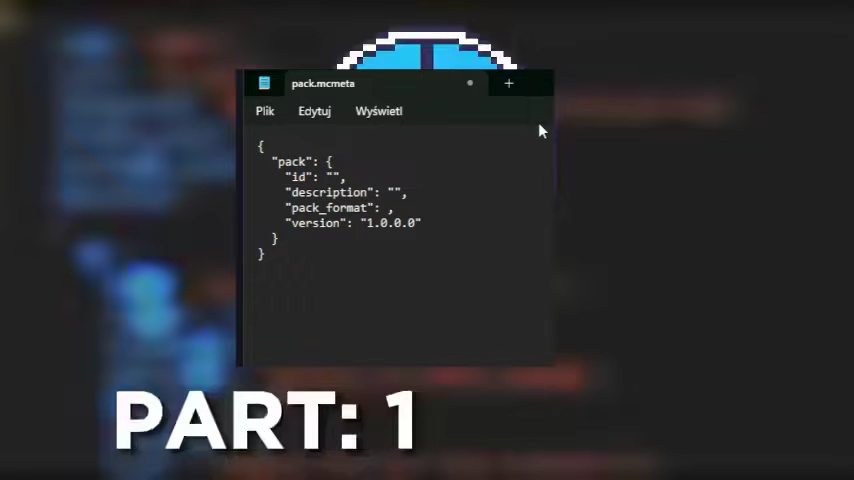 pack.mcmeta
Plik Edytuj Wyświetl
{
"pack": {
"id": "",
"description": "",
"pack_format": ,
"version": "1.0.0.0"
}
}
PART: 1